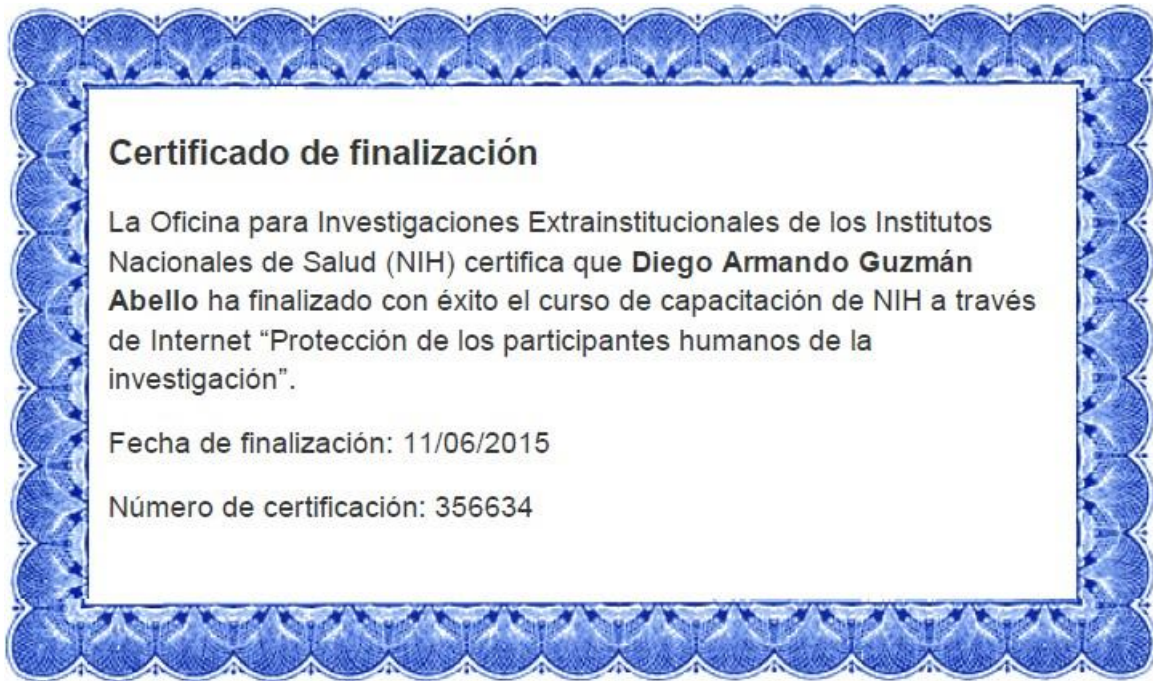 Certificado de finalización
La Oficina para Investigaciones Extrainstitucionales de los Institutos
Nacionales de Salud (NIH) certifica que Diego Armando Guzmán
Abello ha finalizado con éxito el curso de capacitación de NIH a través
de Internet “Protección de los participantes humanos de la
investigación”.
Fecha de finalización: 11/06/2015
Número de certificación: 356634